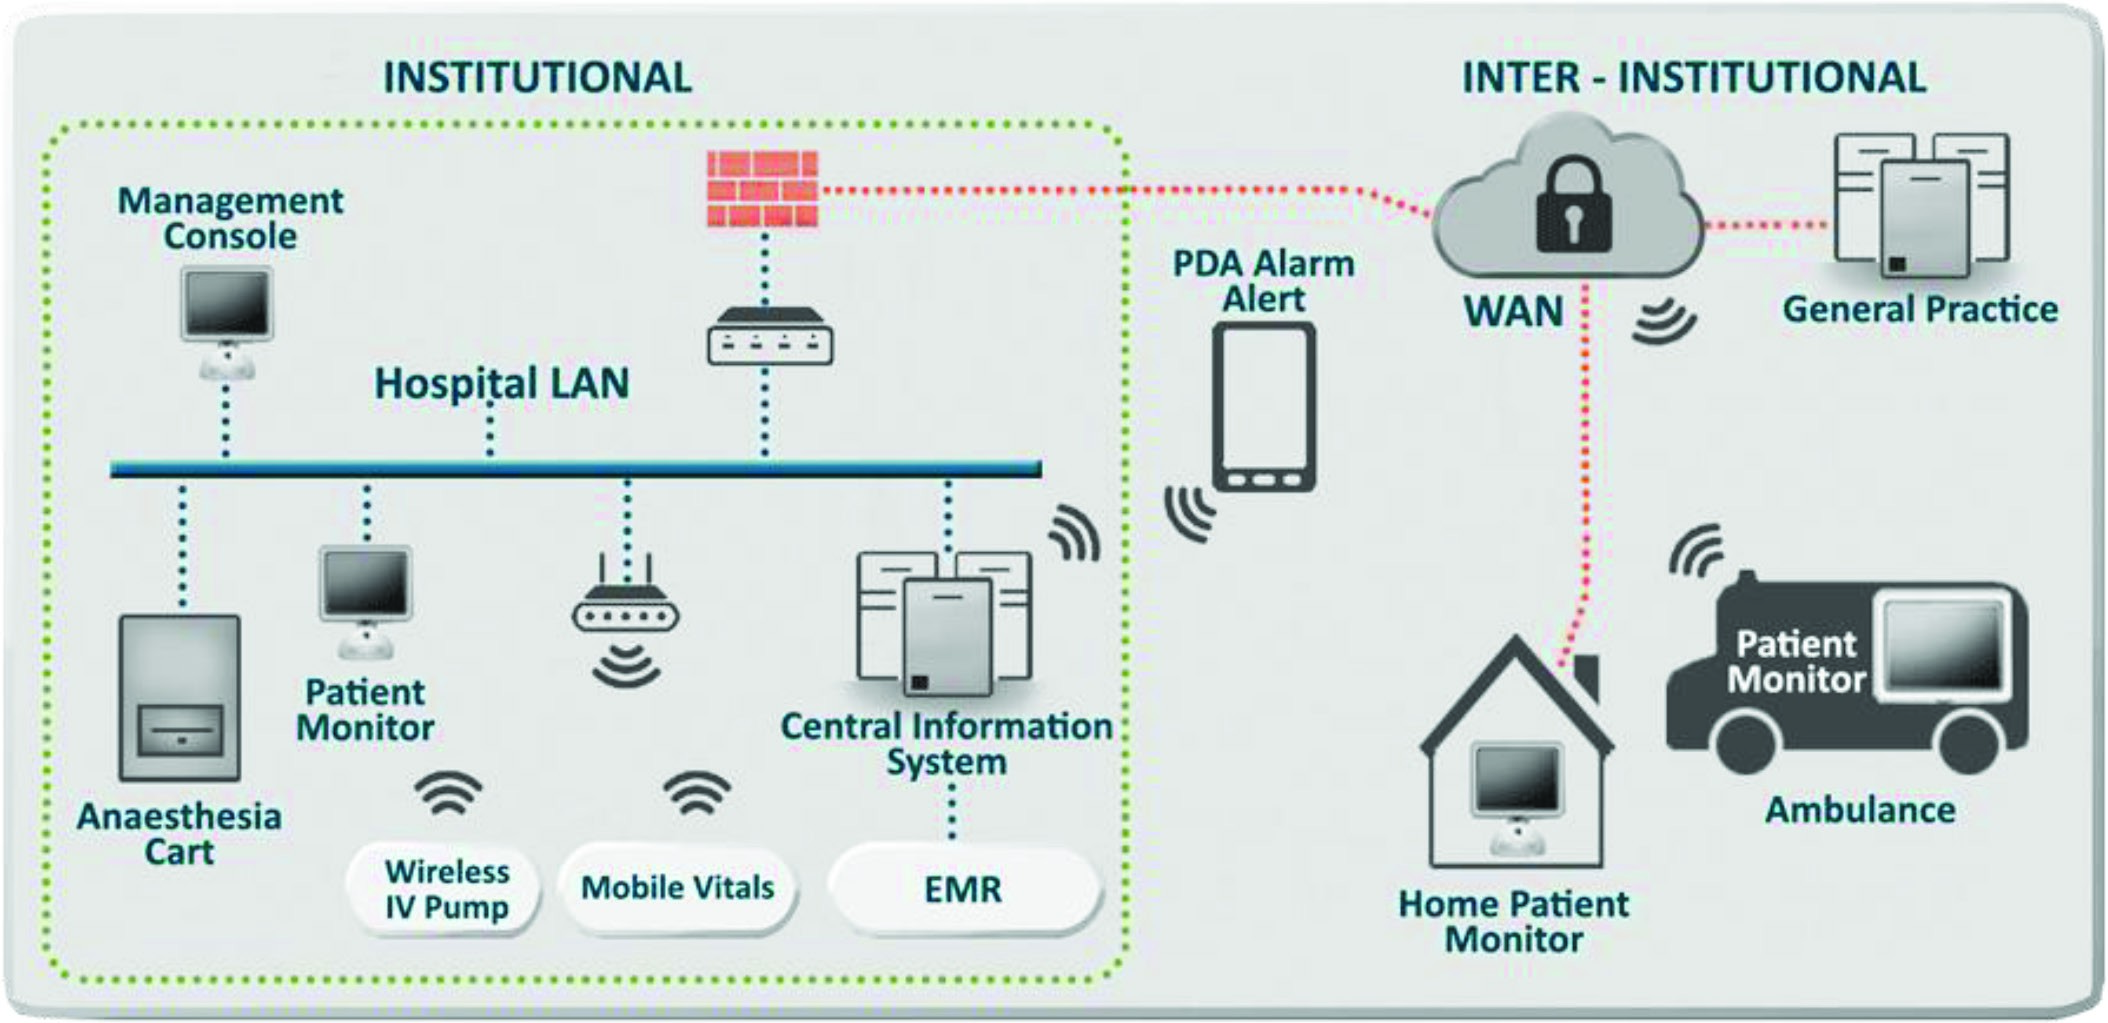 INSTITUTIONAL
INTER - INSTITUTIONAL
Management
Console
Hospital LAN
PDA Alarm
Alert
WAN
General Practice
Patient
Monitor
Anaesthesia
Cart
Central Information
System
Wireless
IV Pump
Mobile Vitals
EMR
Patient
Monitor
Ambulance
Home Patient
Monitor